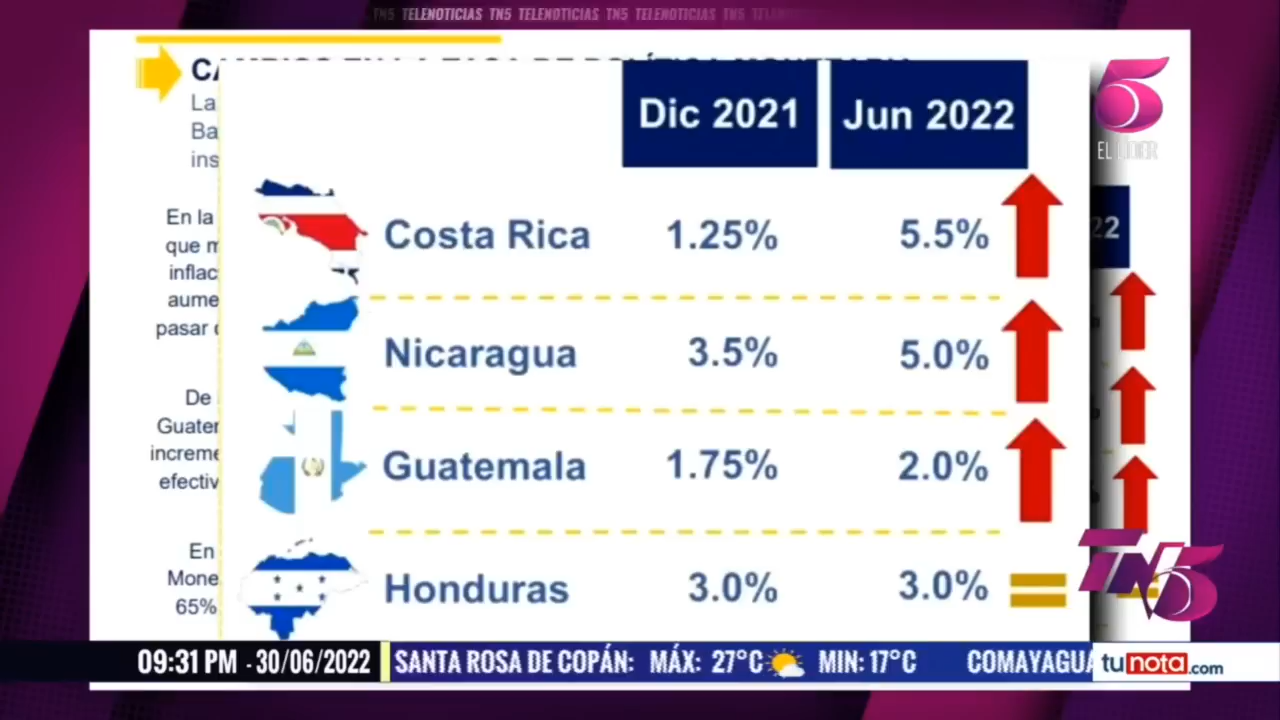 TN5 TELENOTICIAS TN5 TELENOTICIAS TN5 TELENOTICIAS TN5
5
EL LÍDER
La
Ba
ins
Dic 2021 Jun 2022
En la
que m
inflac
aume
pasar
De
Guater
increme
efectiv
En
Mone
65%
22
Costa Rica 1.25% 5.5%
Nicaragua 3.5% 5.0%
Guatemala 1.75% 2.0%
Honduras 3.0% 3.0% =
TN5
09:31 PM - 30/06/2022 SANTA ROSA DE COPÁN: MÁX: 27°C MIN: 17°C COMAYAGUA
tunota.com